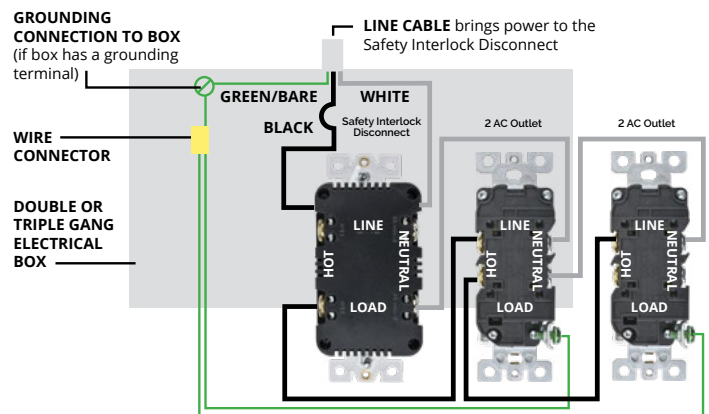 GROUNDING
CONNECTION TO BOX
(if box has a grounding
terminal)
LINE CABLE brings power to the
Safety Interlock Disconnect
GREEN/BARE
WHITE
BLACK
Safety Interlock
Disconnect
2 AC Outlet
2 AC Outlet
WIRE
CONNECTOR
DOUBLE OR
TRIPLE GANG
ELECTRICAL
BOX
LINE
HOT
NEUTRAL
LOAD
LINE
HOT
NEUTRAL
LOAD
LINE
HOT
NEUTRAL
LOAD